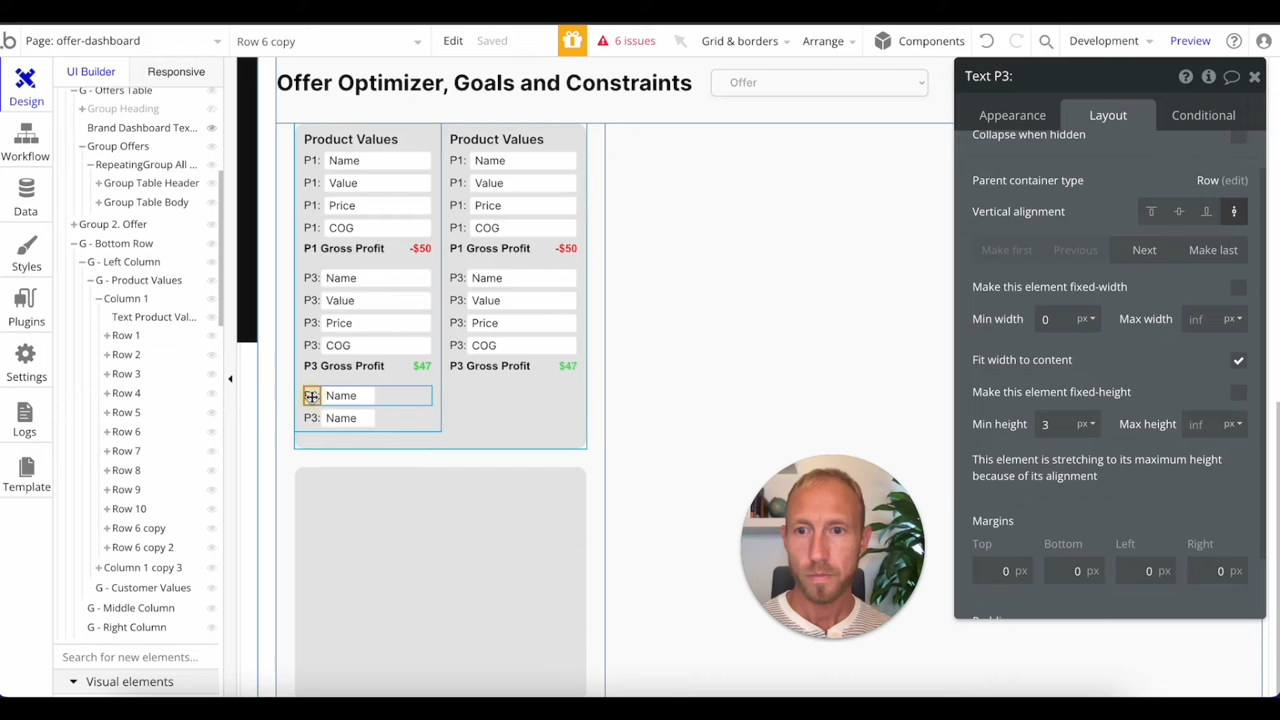 .b
Page: offer-dashboard
Row 6 copy
Edit
Saved
6 issues
Grid & borders
Arrange
Components
Development
Preview
Design
Workflow
Data
Styles
Plugins
Settings
Logs
Template
UI Builder
Responsive
Offers Table
Group Heading
Brand Dashboard Tex...
Group Offers
RepeatingGroup All ...
Group Table Header
Group Table Body
Group 2. Offer
G - Bottom Row
G - Left Column
G - Product Values
Column 1
Text Product Val...
Row 1
Row 2
Row 3
Row 4
Row 5
Row 6
Row 7
Row 8
Row 9
Row 10
Row 6 copy
Row 6 copy 2
Column 1 copy 3
G - Customer Values
G - Middle Column
G - Right Column
Search for new elements...
Visual elements
Offer Optimizer, Goals and Constraints
Offer
Product Values
P1: Name
P1: Value
P1: Price
P1: COG
P1 Gross Profit -$50
P3: Name
P3: Value
P3: Price
P3: COG
P3 Gross Profit $47
Name
P3: Name
Product Values
P1: Name
P1: Value
P1: Price
P1: COG
P1 Gross Profit -$50
P3: Name
P3: Value
P3: Price
P3: COG
P3 Gross Profit $47
Text P3:
Appearance
Layout
Conditional
Collapse when hidden
Parent container type Row (edit)
Vertical alignment
Make first Previous Next Make last
Make this element fixed-width
Min width 0 px Max width inf px
Fit width to content
Make this element fixed-height
Min height 3 px Max height inf px
This element is stretching to its maximum height
because of its alignment
Margins
Top Bottom Left Right
0 px 0 px 0 px 0 px